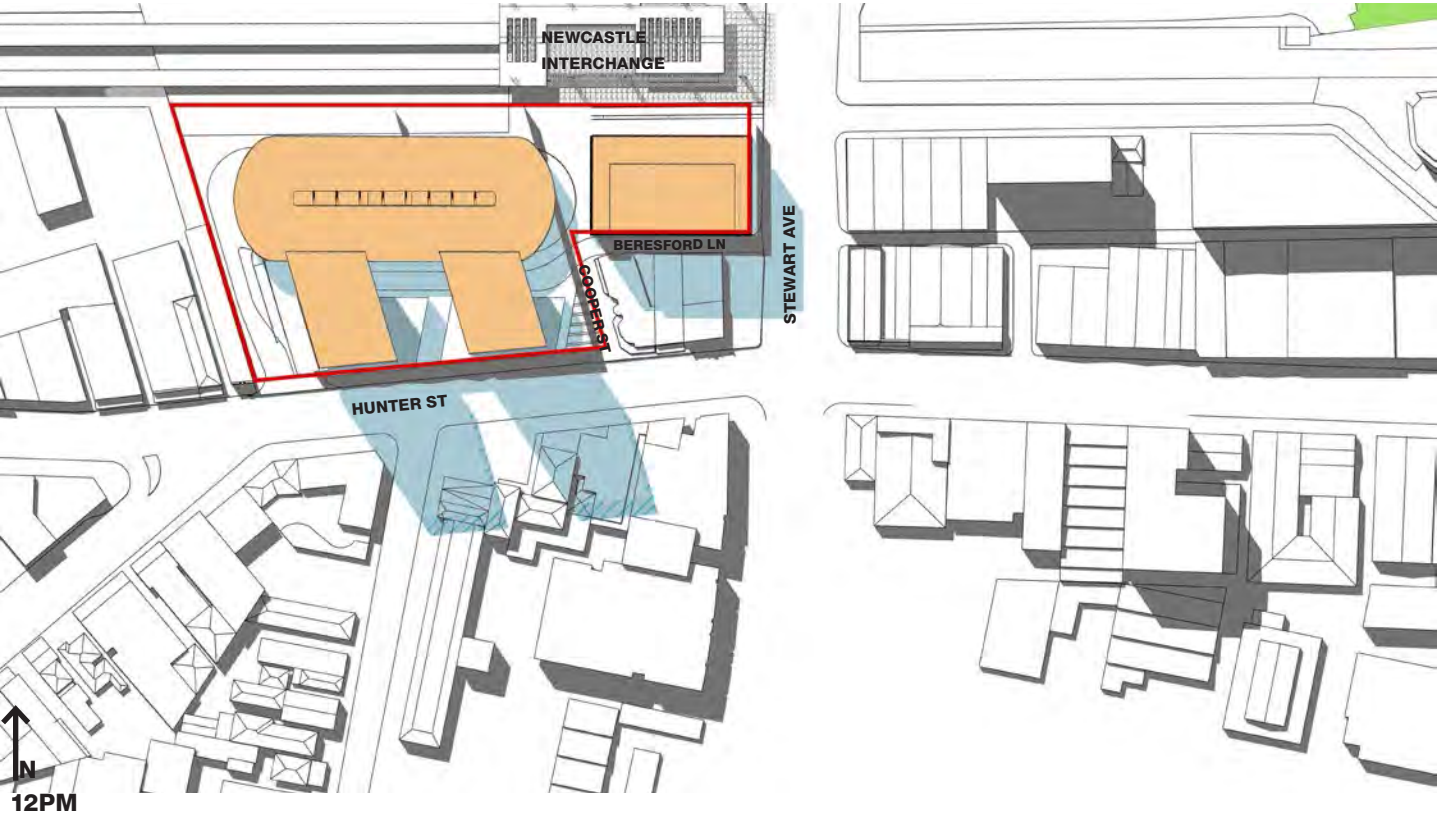 NEWCASTLE
INTERCHANGE
STEWART AVE
BERESFORD LN
COOPER ST
HUNTER ST
N
12PM